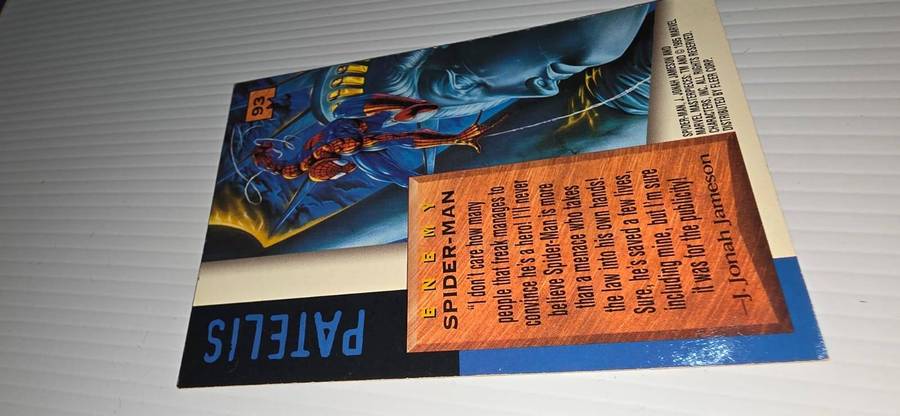 93
SPIDER-MAN, J. JONAH JAMESON AND
MARVEL MASTERPIECES: TM AND © 1995 MARVEL
CHARACTERS, INC. ALL RIGHTS RESERVED.
DISTRIBUTED BY FLEER CORP.
ENEMY
SPIDER-MAN
"I don't care how many
people that freak manages to
convince he's a hero! I'll never
believe Spider-Man is more
than a menace who takes
the law into his own hands!
Sure, he's saved a few lives,
including mine, but I'm sure
it was for the publicity!
—J. Jonah Jameson
PATELIS